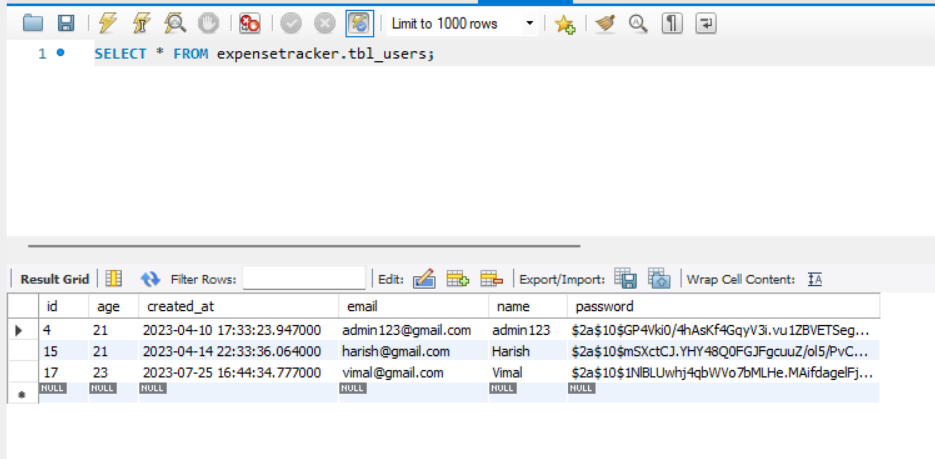 Limit to 1000 rows
1 SELECT * FROM expensetracker.tbl_users;
Result Grid Filter Rows: Edit: Export/Import: Wrap Cell Content:
id age created_at email name password
4 21 2023-04-10 17:33:23.947000 admin123@gmail.com admin123 $2a$10$GP4Vki0/4hAsKf4GqyV3i.vu1ZBVETSeg...
15 21 2023-04-14 22:33:36.064000 harish@gmail.com Harish $2a$10$mSXctCJ.YHY48Q0FGJFgcuuZ/ol5/PvC...
17 23 2023-07-25 16:44:34.777000 vimal@gmail.com Vimal $2a$10$1NlBLUwhj4qbWVo7bMLHe.MAifdagelFj...
NULL NULL NULL NULL NULL NULL